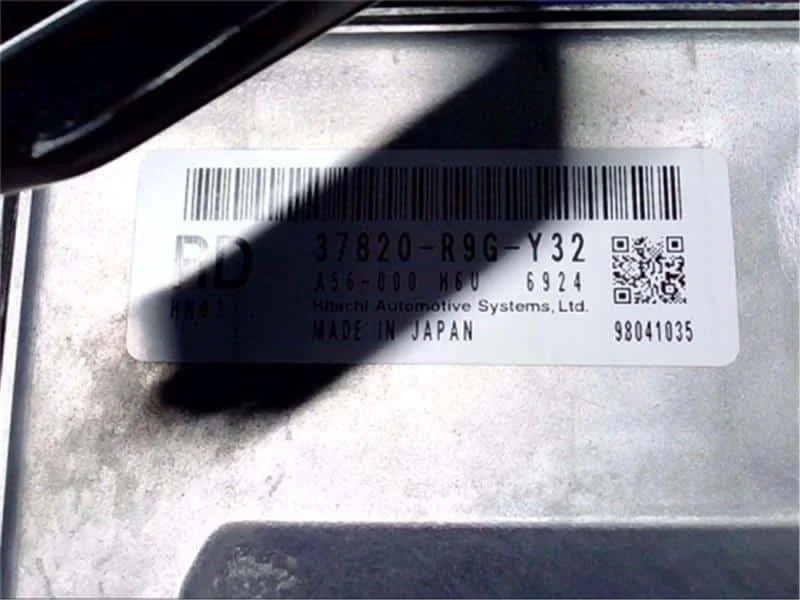 RD 37820-R9G-Y32
A56-000 H6U 6924
Hitachi Automotive Systems, Ltd.
MADE IN JAPAN 98041035